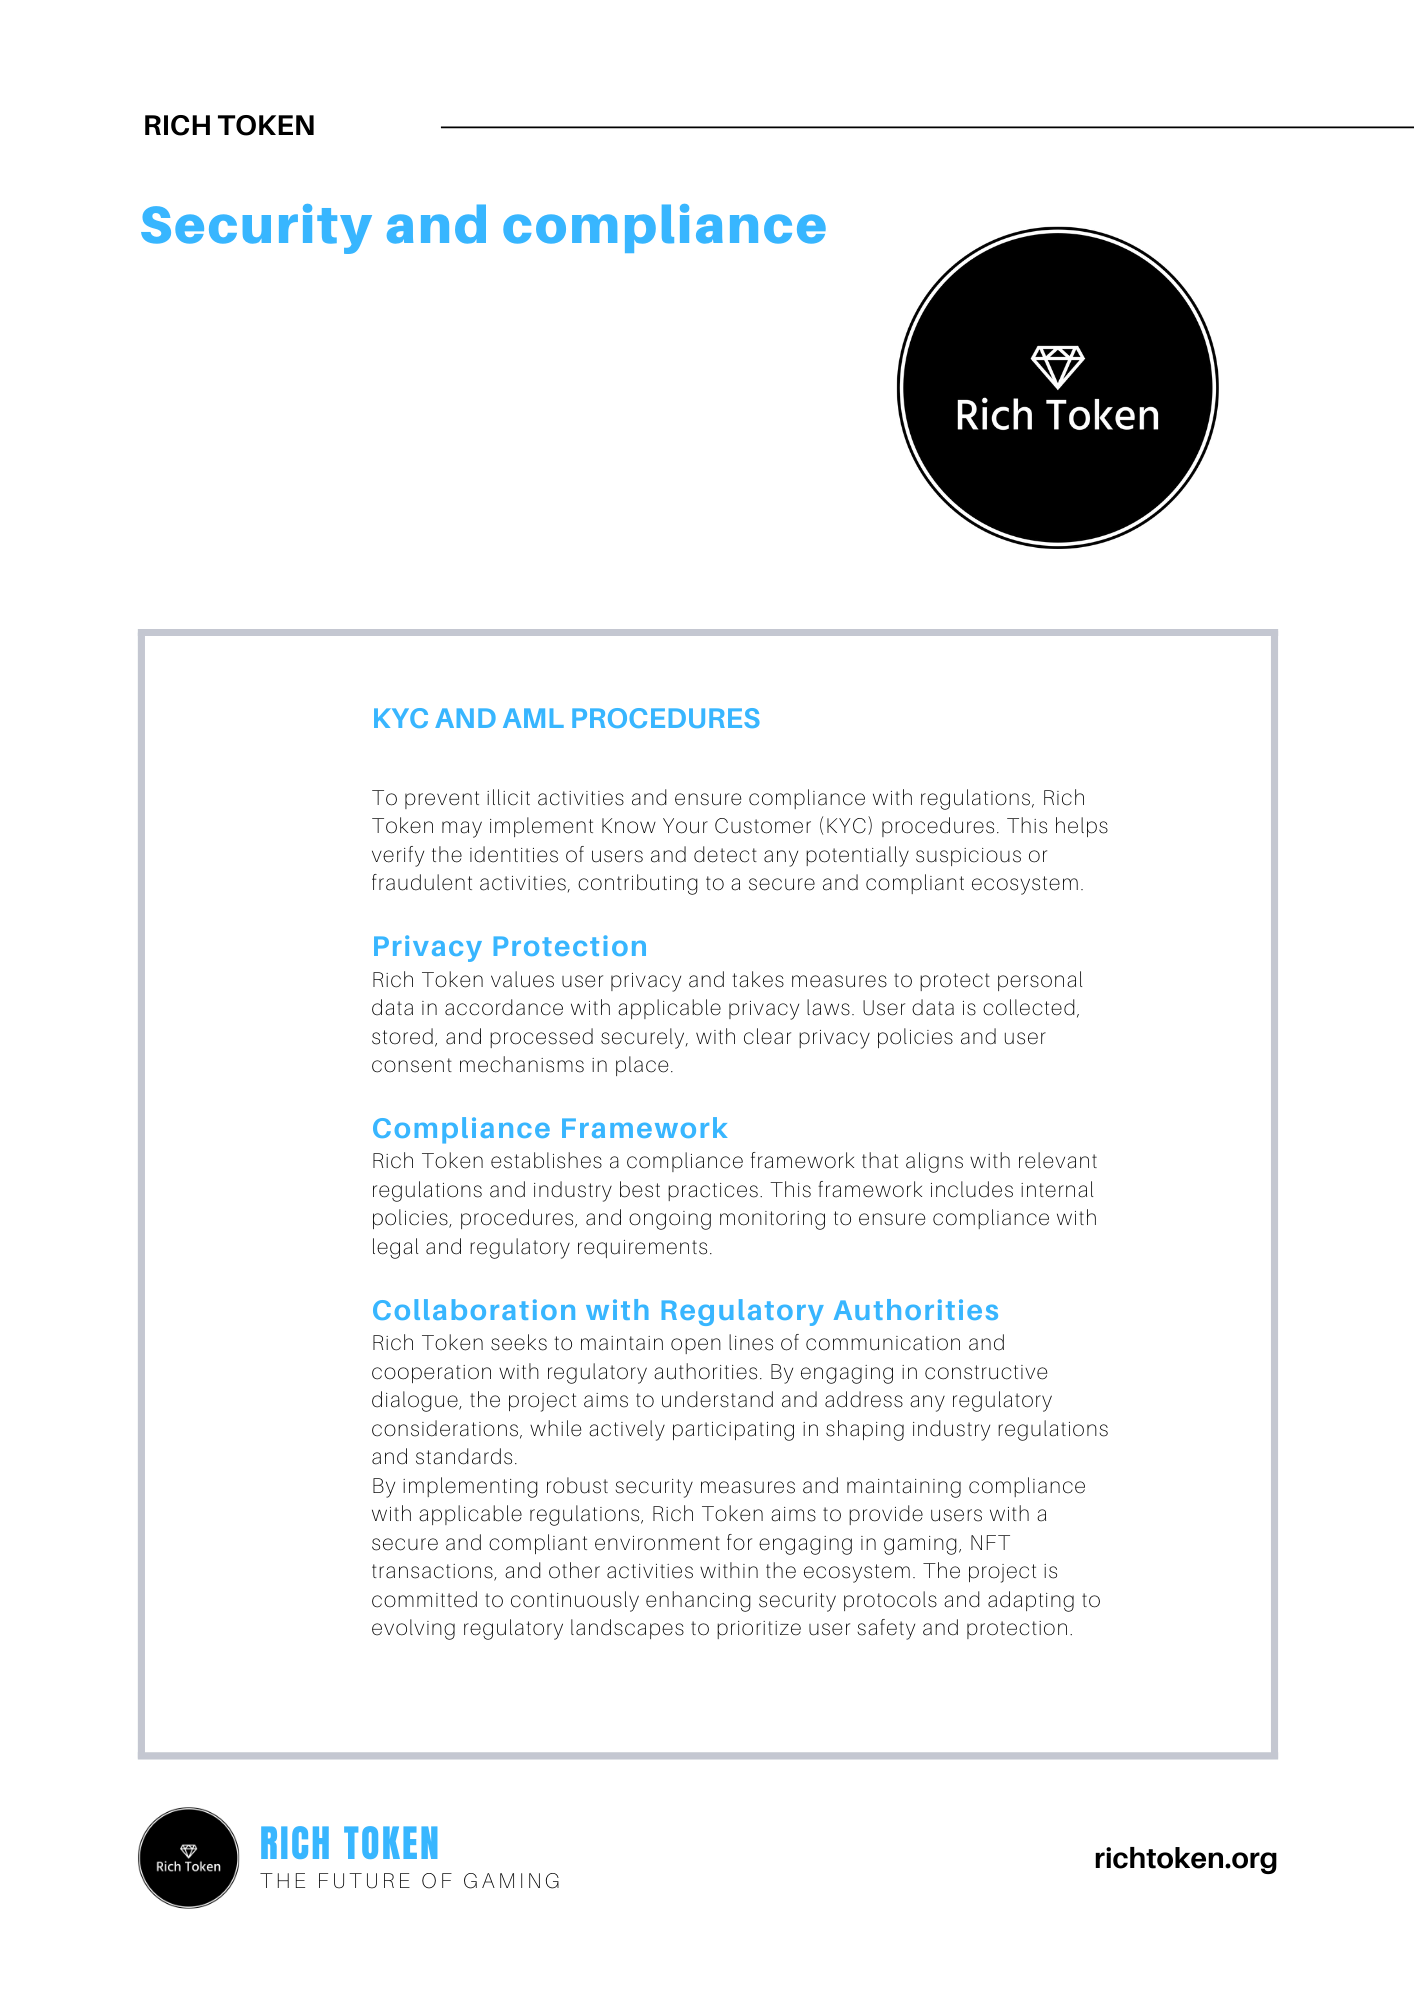 RICH TOKEN
Security and compliance
Rich Token
KYC AND AML PROCEDURES
To prevent illicit activities and ensure compliance with regulations, Rich
Token may implement Know Your Customer (KYC) procedures. This helps
verify the identities of users and detect any potentially suspicious or
fraudulent activities, contributing to a secure and compliant ecosystem.
Privacy Protection
Rich Token values user privacy and takes measures to protect personal
data in accordance with applicable privacy laws. User data is collected,
stored, and processed securely, with clear privacy policies and user
consent mechanisms in place.
Compliance Framework
Rich Token establishes a compliance framework that aligns with relevant
regulations and industry best practices. This framework includes internal
policies, procedures, and ongoing monitoring to ensure compliance with
legal and regulatory requirements.
Collaboration with Regulatory Authorities
Rich Token seeks to maintain open lines of communication and
cooperation with regulatory authorities. By engaging in constructive
dialogue, the project aims to understand and address any regulatory
considerations, while actively participating in shaping industry regulations
and standards.
By implementing robust security measures and maintaining compliance
with applicable regulations, Rich Token aims to provide users with a
secure and compliant environment for engaging in gaming, NFT
transactions, and other activities within the ecosystem. The project is
committed to continuously enhancing security protocols and adapting to
evolving regulatory landscapes to prioritize user safety and protection.
Rich Token
RICH TOKEN
THE FUTURE OF GAMING
richtoken.org